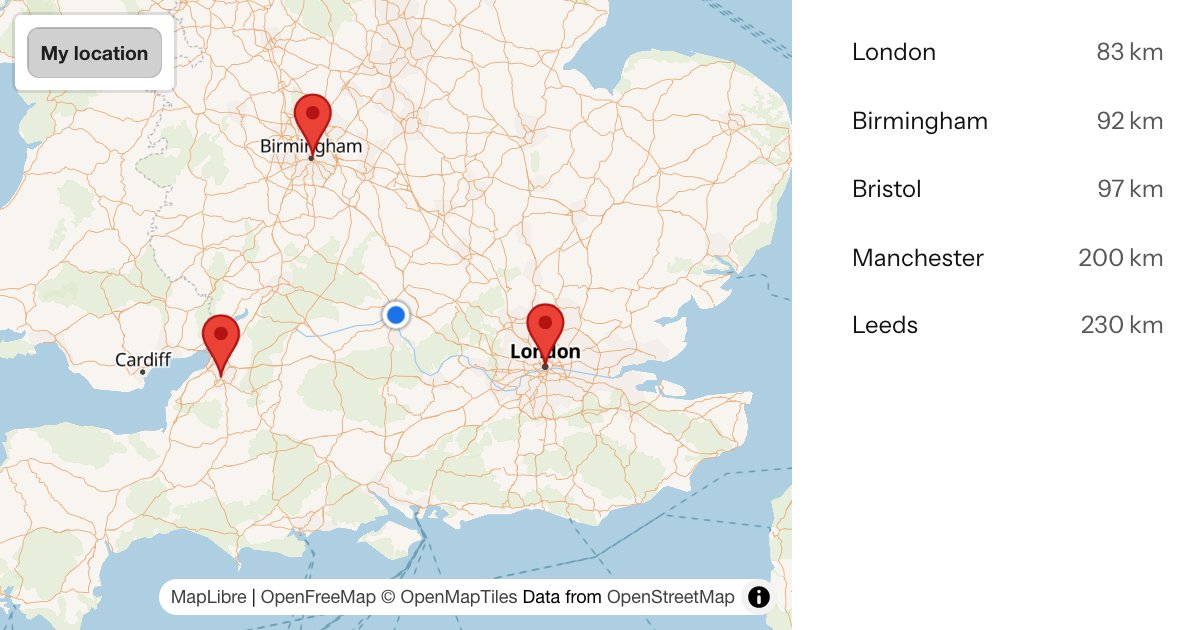 My location
Birmingham
Cardiff
London
MapLibre | OpenFreeMap © OpenMapTiles Data from OpenStreetMap
London 83 km
Birmingham 92 km
Bristol 97 km
Manchester 200 km
Leeds 230 km